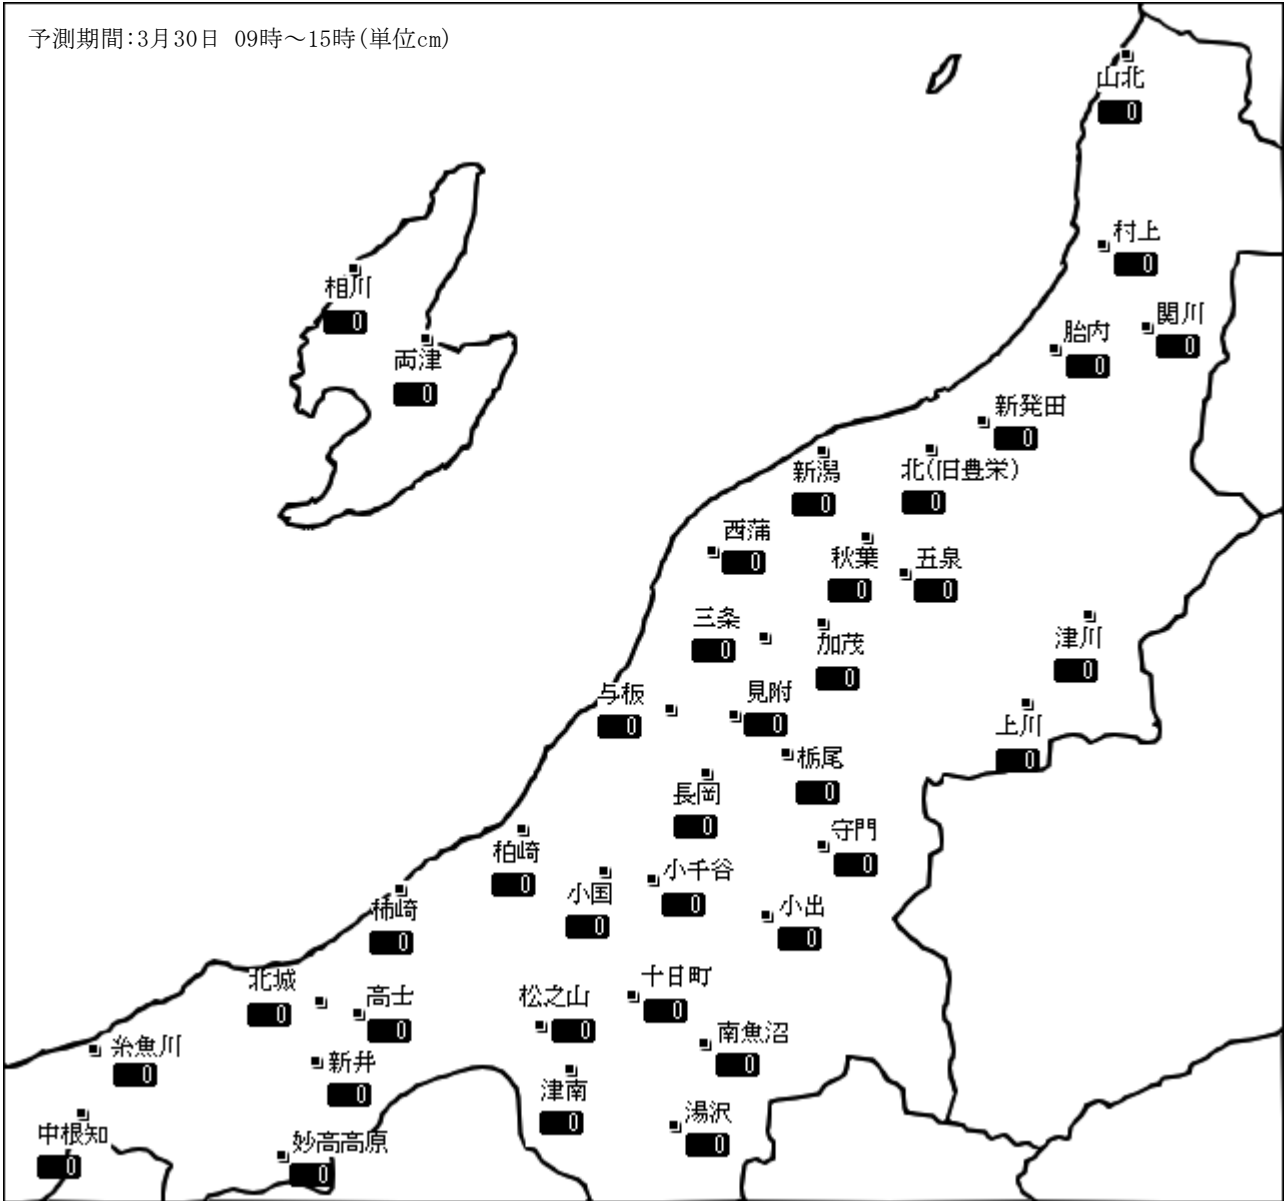 予測期間:3月30日 09時～15時(単位cm)
山北
0
村上
0
相川
0
関川
0
胎内
0
両津
0
新発田
0
新潟
0
北(旧豊栄)
0
西蒲
0
秋葉
0
五泉
0
三条
0
加茂
0
津川
0
与板
0
見附
0
上川
0
栃尾
0
長岡
0
守門
0
柏崎
0
小国
0
小千谷
0
柿崎
0
小出
0
北城
0
高士
0
松之山
0
十日町
0
南魚沼
0
糸魚川
0
新井
0
津南
0
湯沢
0
中根知
0
妙高高原
0